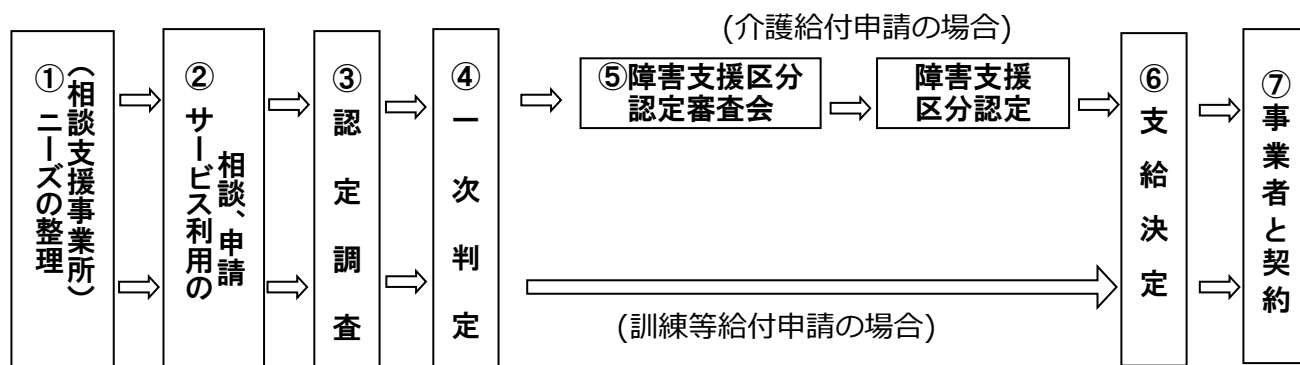 (介護給付申請の場合)
①ニーズの整理
(相談支援事業所)
②サービス利用の
相談、申請
③認定調査
④一次判定
⑤障害支援区分
認定審査会
障害支援
区分認定
⑥支給決定
⑦事業者と契約
(訓練等給付申請の場合)